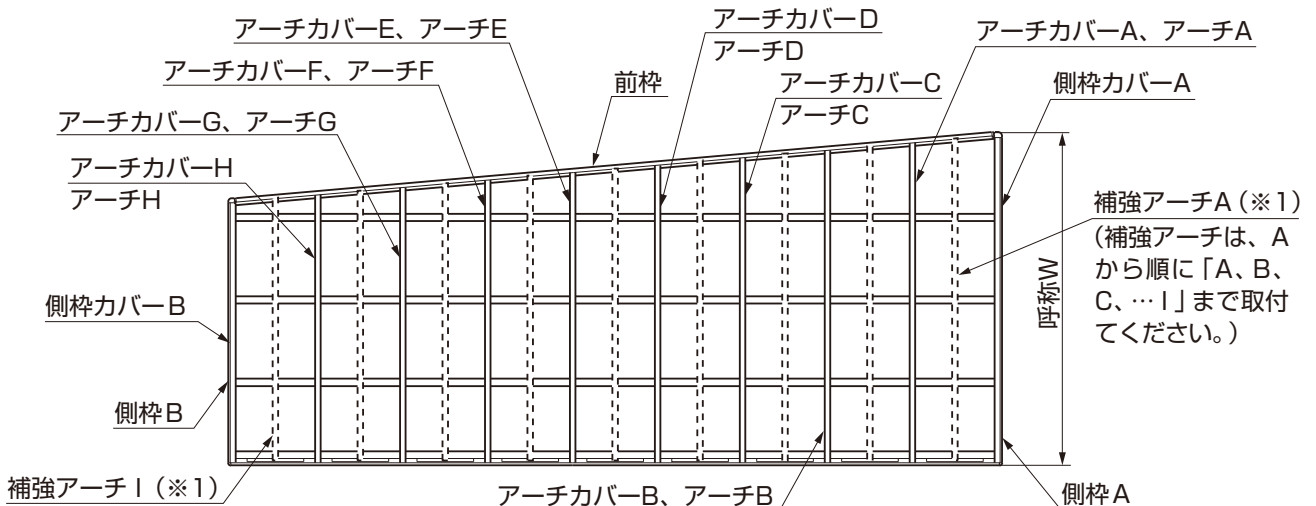 アーチカバーE、アーチE
アーチカバーD
アーチD
アーチカバーA、アーチA
アーチカバーF、アーチF
前枠
アーチカバーC
アーチC
側枠カバーA
アーチカバーG、アーチG
アーチカバーH
アーチH
補強アーチA（※1）
（補強アーチは、A
から順に「A、B、
C、…I」まで取付
てください。）
呼称W
側枠カバーB
側枠B
補強アーチI（※1）
アーチカバーB、アーチB
側枠A